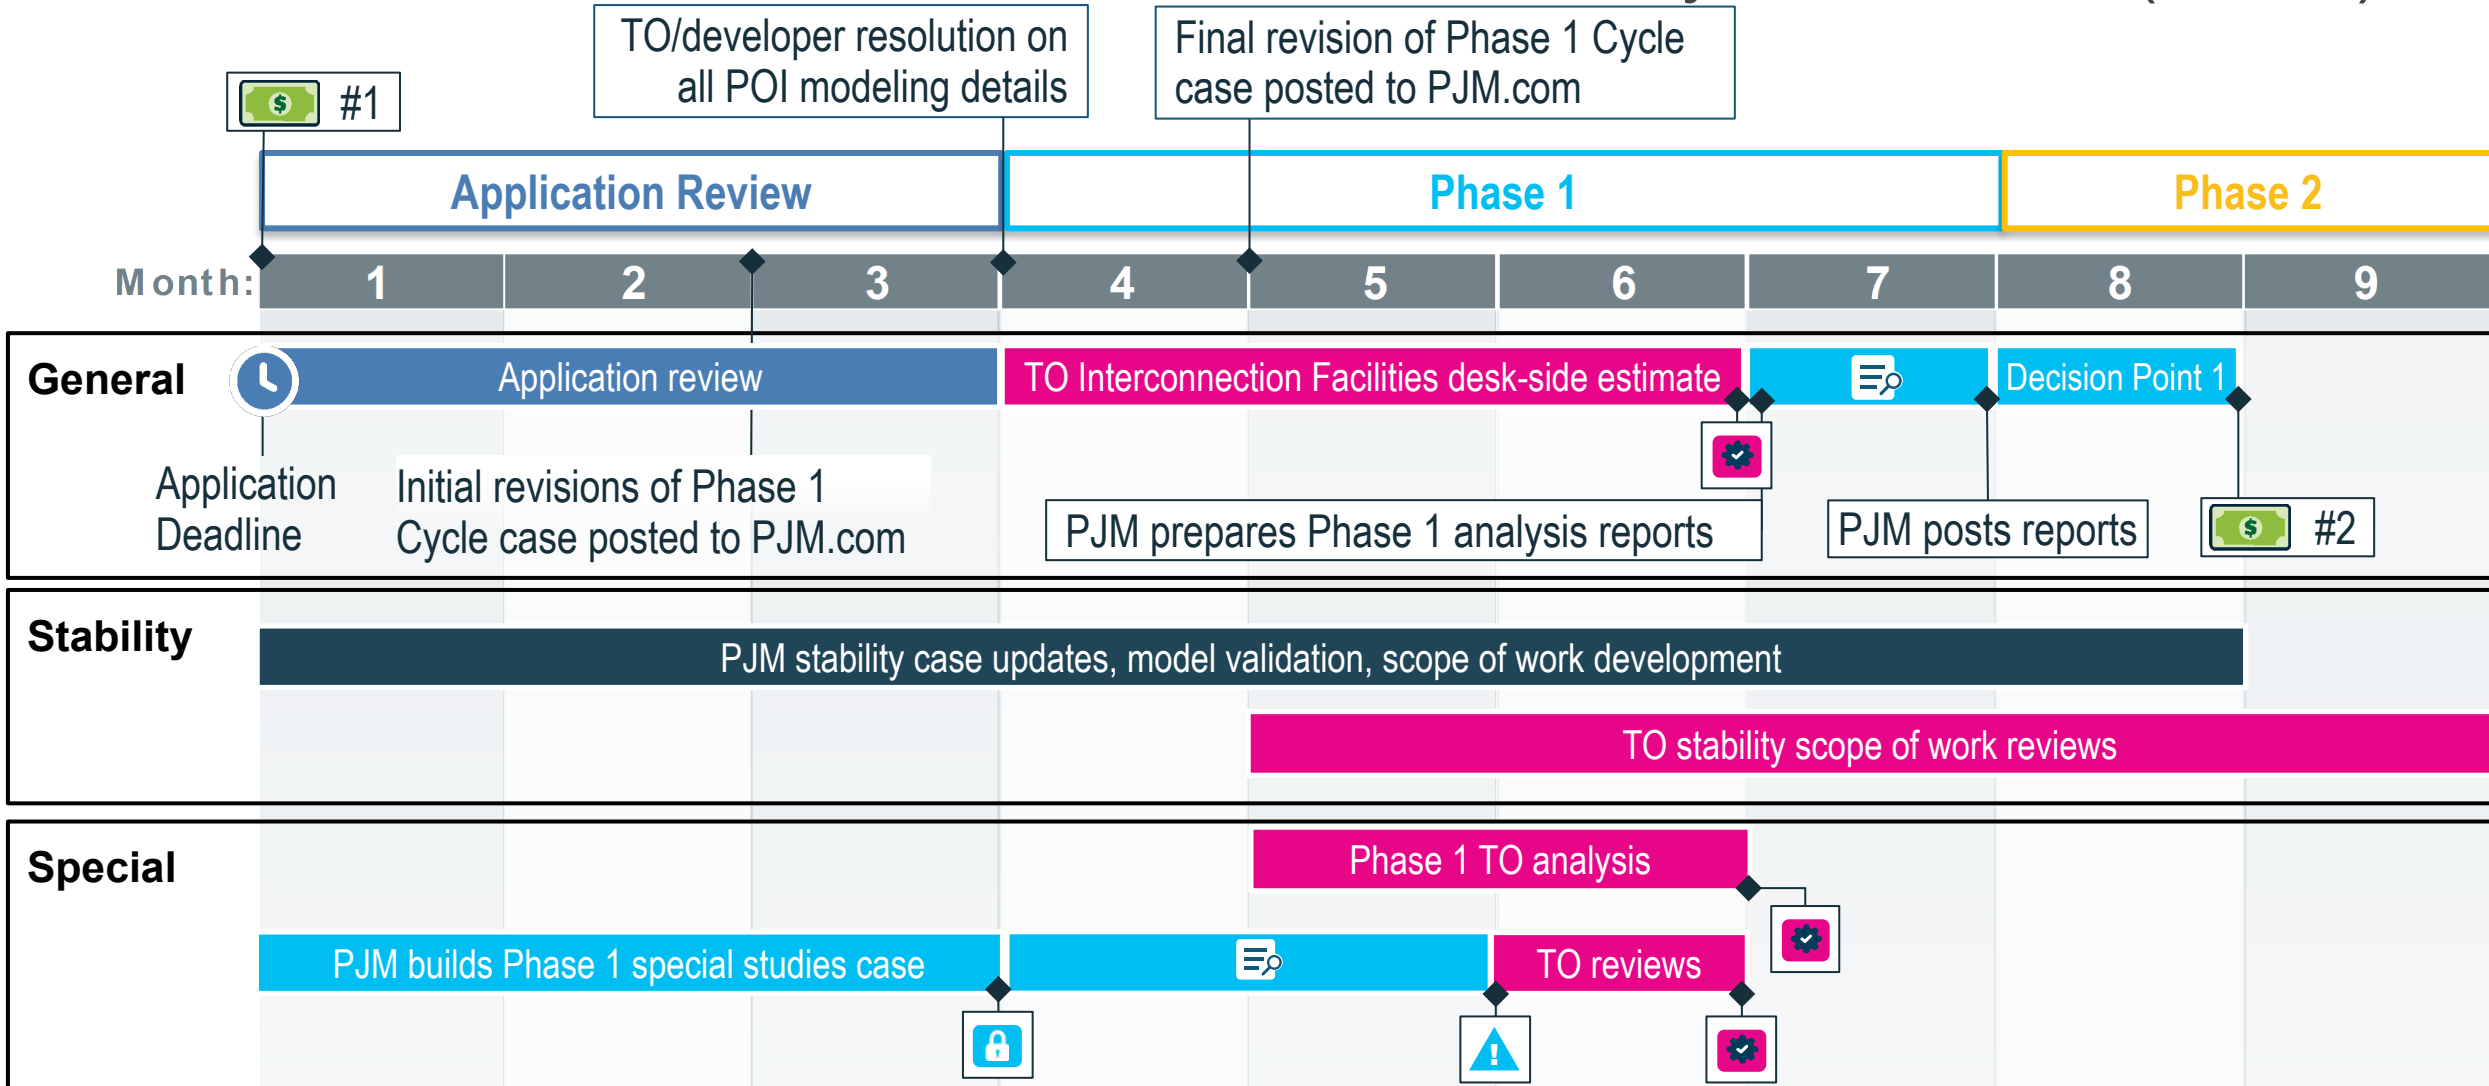 TO/developer resolution on
all POI modeling details
Final revision of Phase 1 Cycle
case posted to PJM.com
$ #1
Application Review
Phase 1
Phase 2
Month: 1 2 3 4 5 6 7 8 9
General
Application review
TO Interconnection Facilities desk-side estimate
Decision Point 1
Application
Deadline
Initial revisions of Phase 1
Cycle case posted to PJM.com
PJM prepares Phase 1 analysis reports
PJM posts reports
$ #2
Stability
PJM stability case updates, model validation, scope of work development
TO stability scope of work reviews
Special
Phase 1 TO analysis
PJM builds Phase 1 special studies case
TO reviews